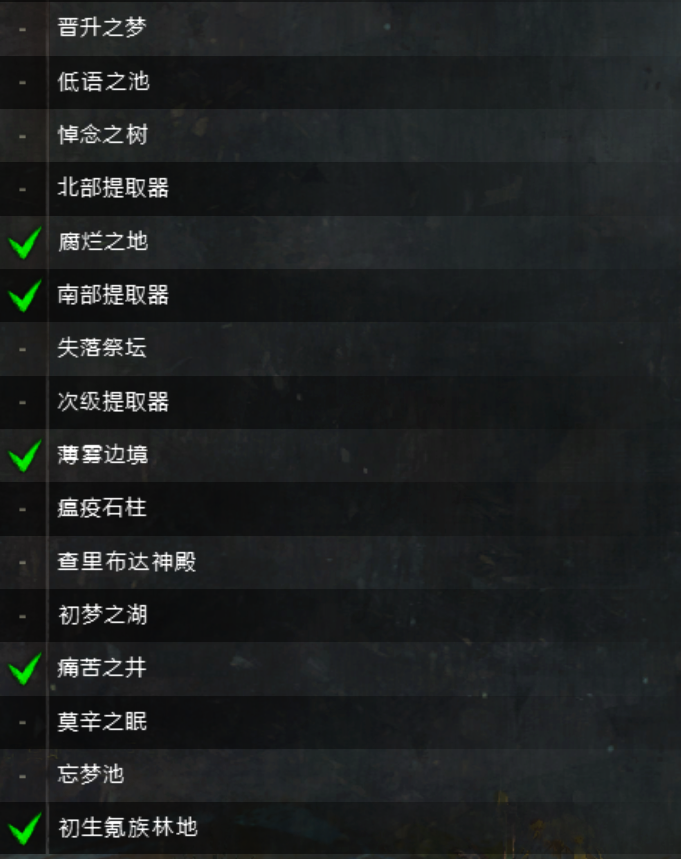 晋升之梦
低语之池
悼念之树
北部提取器
腐烂之地
南部提取器
失落祭坛
次级提取器
薄雾边境
瘟疫石柱
查里布达神殿
初梦之湖
痛苦之井
莫辛之眠
忘梦池
初生氪族林地